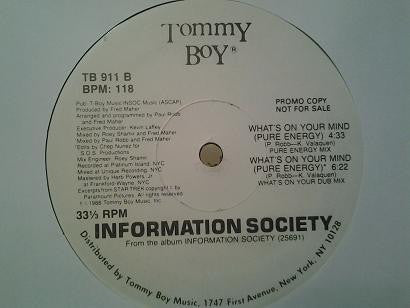 TOMMY
BOY®
TB 911 B
BPM: 118
Pub: T-Boy Music/INSOC Music (ASCAP)
Produced by Fred Maher
Arranged and programmed by Paul Robb
and Fred Maher
Executive Producer: Kevin Laffey
Mixed by Roey Shamir and Fred Maher
*Mixed by Paul Robb and Fred Maher
*Edits by Chep Nunez for
S.O.S. Productions
Mix Engineer: Roey Shamir
Recorded at Platinum Island, NYC
Mixed at Unique Recording, NYC
Mastered by Herb Powers, Jr.
at Frankford-Wayne, NYC
Excerpts from STAR TREK copyright © by
Paramount Pictures. All rights reserved
1988 Tommy Boy Music, Inc.
PROMO COPY
NOT FOR SALE
WHAT'S ON YOUR MIND
(PURE ENERGY) 4:33
(P. Robb—K. Valaquen)
PURE ENERGY MIX
WHAT'S ON YOUR MIND
(PURE ENERGY)* 6:22
(P. Robb—K. Valaquen)
WHAT'S ON YOUR DUB MIX
33⅓ RPM
INFORMATION SOCIETY
From the album INFORMATION SOCIETY (25691)
Distributed by Tommy Boy Music, 1747 First Avenue, New York, NY 10128